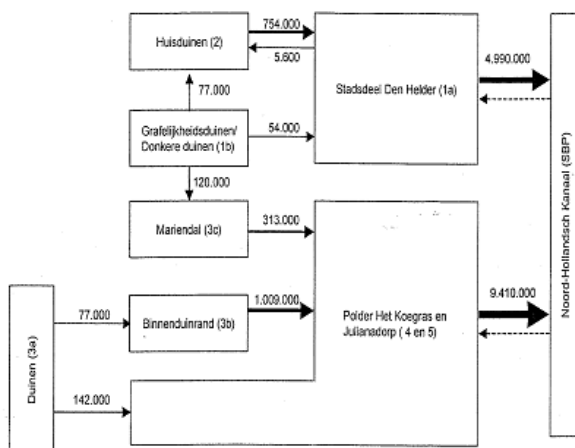 754.000
Huisduinen (2)
5.600
4.990.000
Stadsdeel Den Helder (1a)
77.000
Grafelijkheidsduinen/
Donkere duinen (1b)
54.000
120.000
Mariendal (3c)
313.000
Noord-Hollandsch Kanaal (SBP)
Duinen (3a)
77.000
Binnenduinrand (3b)
1.009.000
Polder Het Koegras en
Julianadorp ( 4 en 5)
9.410.000
142.000